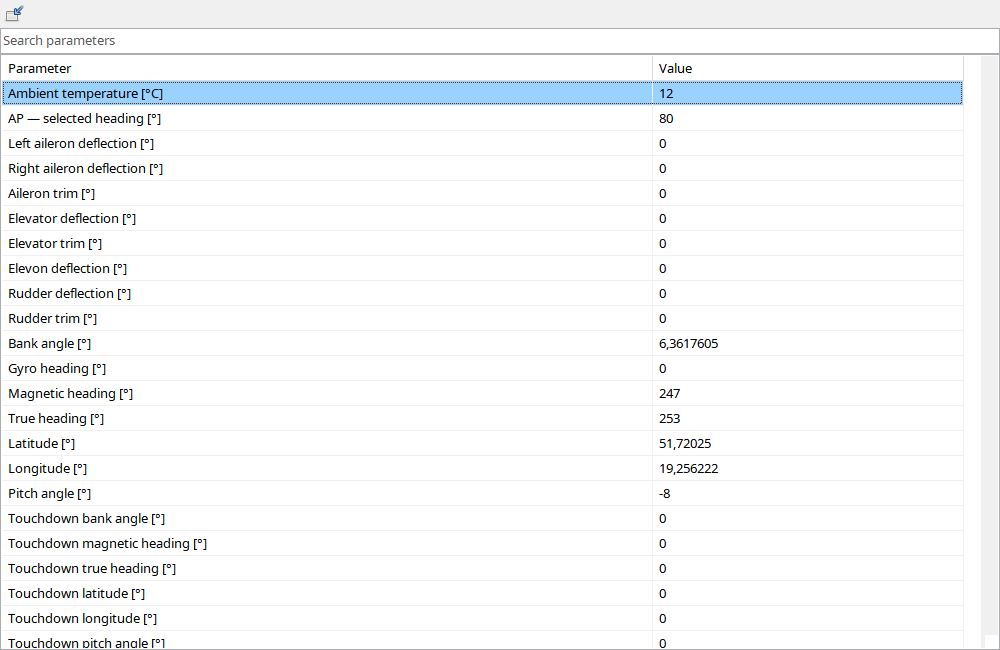 Search parameters
Parameter Value
Ambient temperature [°C] 12
AP — selected heading [°] 80
Left aileron deflection [°] 0
Right aileron deflection [°] 0
Aileron trim [°] 0
Elevator deflection [°] 0
Elevator trim [°] 0
Elevon deflection [°] 0
Rudder deflection [°] 0
Rudder trim [°] 0
Bank angle [°] 6,3617605
Gyro heading [°] 0
Magnetic heading [°] 247
True heading [°] 253
Latitude [°] 51,72025
Longitude [°] 19,256222
Pitch angle [°] -8
Touchdown bank angle [°] 0
Touchdown magnetic heading [°] 0
Touchdown true heading [°] 0
Touchdown latitude [°] 0
Touchdown longitude [°] 0
Touchdown pitch angle [°] 0